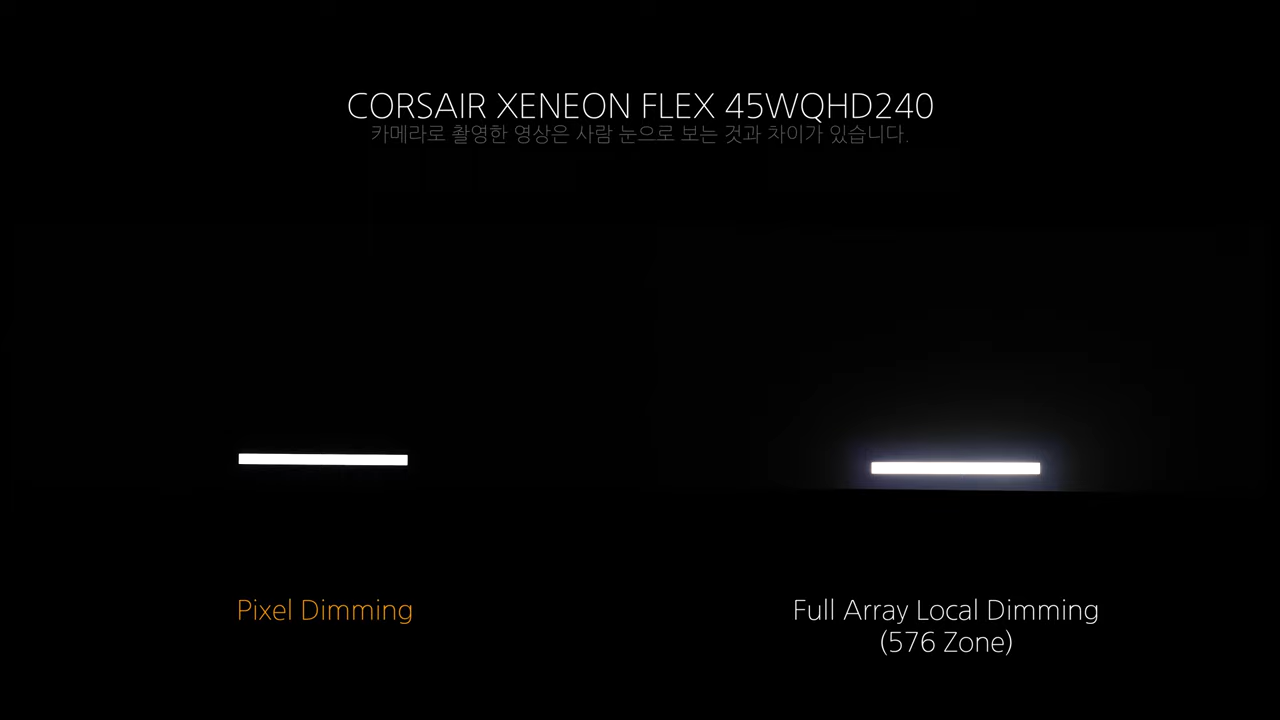 CORSAIR XENEON FLEX 45WQHD240
카메라로 촬영한 영상은 사람 눈으로 보는 것과 차이가 있습니다.
Pixel Dimming
Full Array Local Dimming
(576 Zone)